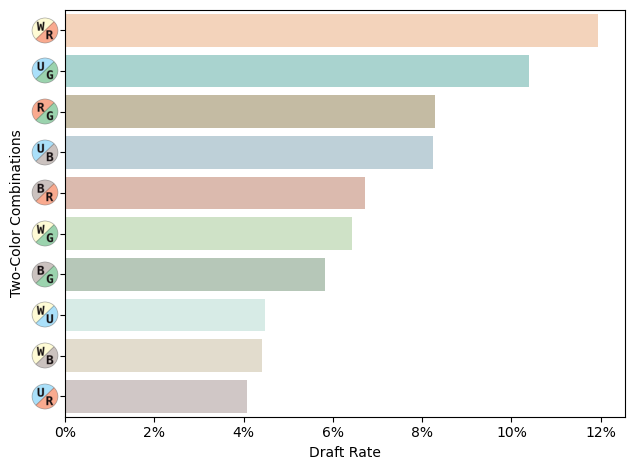 Two-Color Combinations
W R
U G
R G
U B
B R
W G
B G
W U
W B
U R
0% 2% 4% 6% 8% 10% 12%
Draft Rate